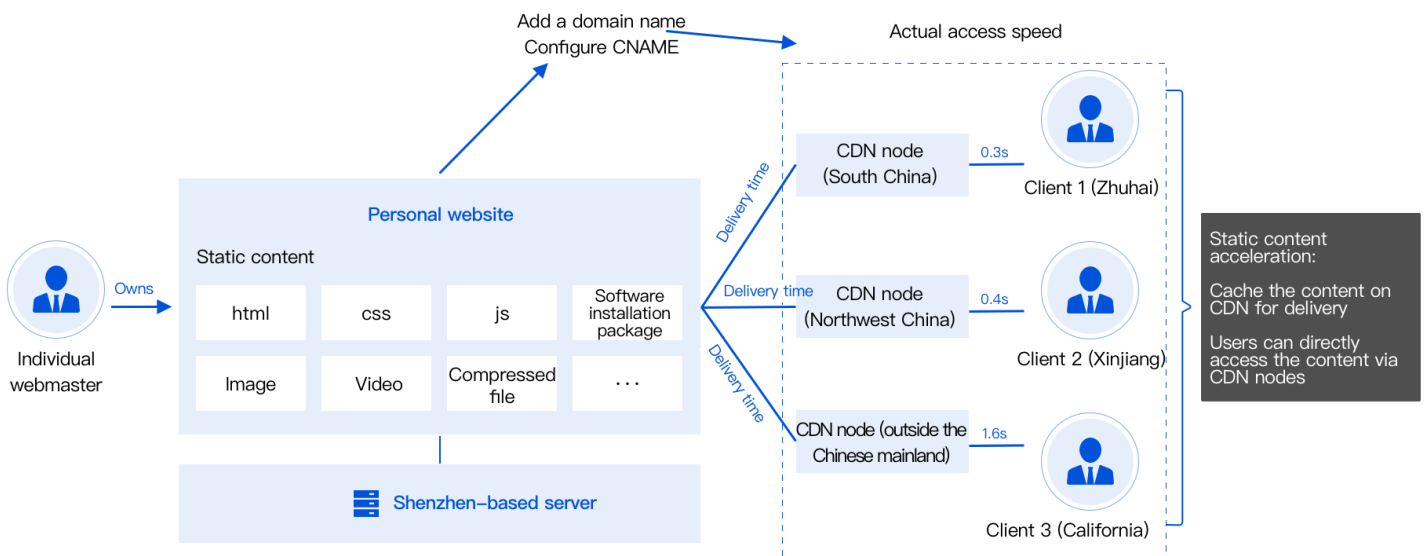 Add a domain name
Configure CNAME
Actual access speed
Personal website
Static content
html
css
js
Software
installation
package
Image
Video
Compressed
file
...
Owns
Individual
webmaster
Shenzhen-based server
Delivery time
Delivery time
Delivery time
CDN node
(South China)
0.3s
Client 1 (Zhuhai)
CDN node
(Northwest China)
0.4s
Client 2 (Xinjiang)
CDN node (outside the
Chinese mainland)
1.6s
Client 3 (California)
Static content
acceleration:
Cache the content on
CDN for delivery
Users can directly
access the content via
CDN nodes